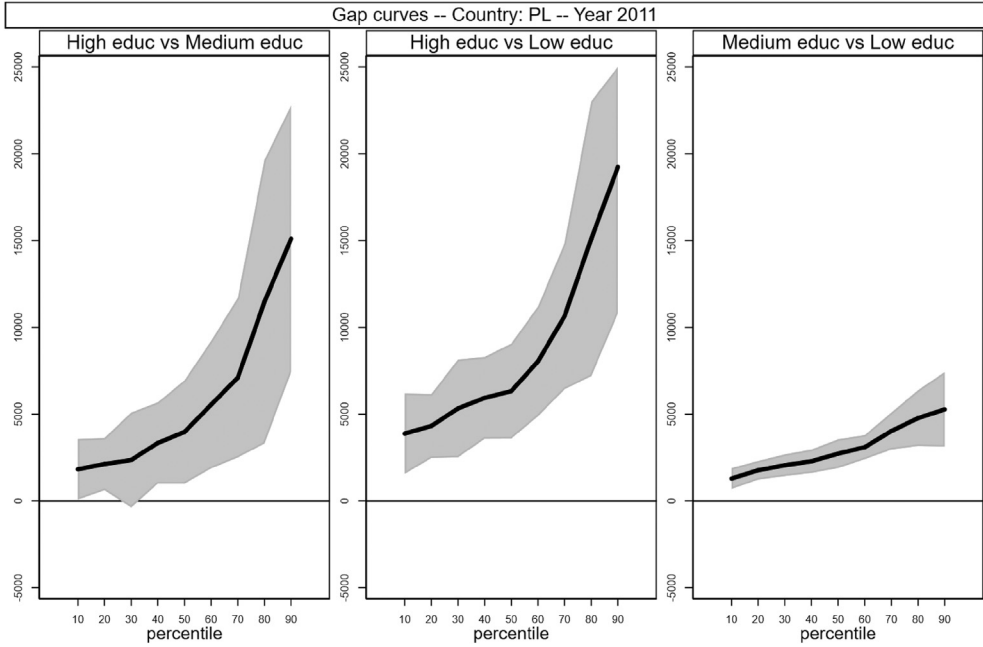 Gap curves -- Country: PL -- Year 2011
High educ vs Medium educ
High educ vs Low educ
Medium educ vs Low educ
25000
20000
15000
10000
5000
0
-5000
25000
20000
15000
10000
5000
0
-5000
25000
20000
15000
10000
5000
0
-5000
10 20 30 40 50 60 70 80 90
10 20 30 40 50 60 70 80 90
10 20 30 40 50 60 70 80 90
percentile
percentile
percentile